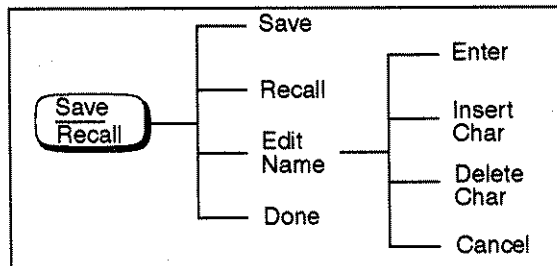 Save
Recall
Save
Recall
Edit
Name
Done
Enter
Insert
Char
Delete
Char
Cancel